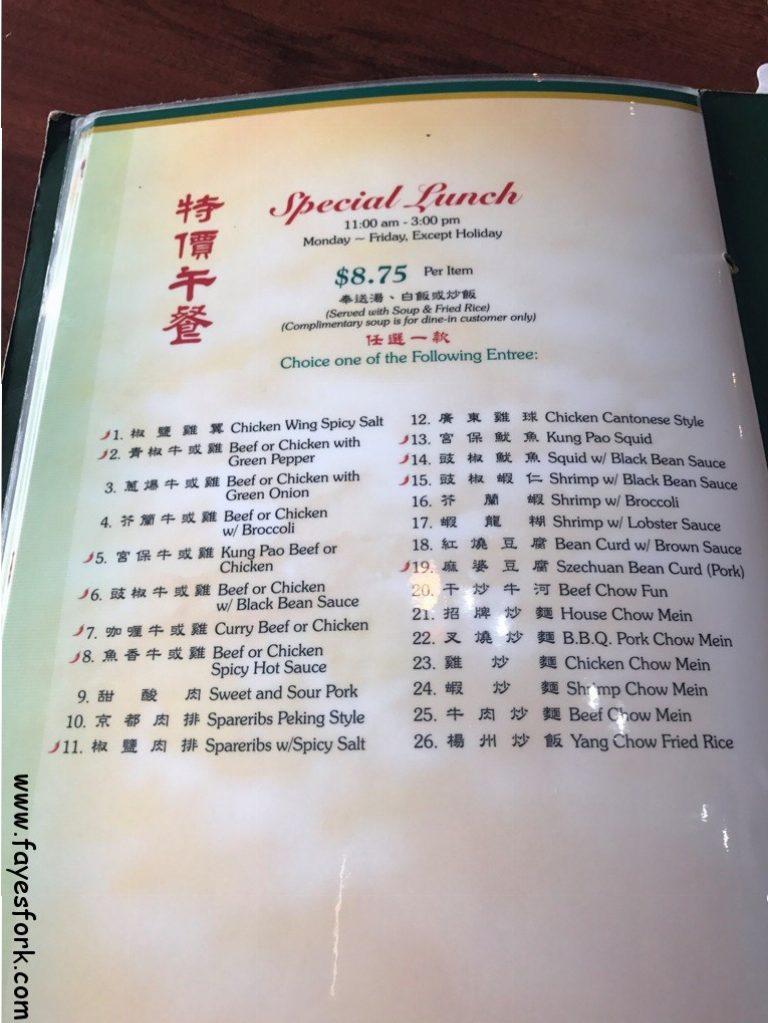 特價午餐
Special Lunch
11:00 am - 3:00 pm
Monday ~ Friday, Except Holiday
$8.75 Per Item
奉送湯、白飯或炒飯
(Served with Soup & Fried Rice)
(Complimentary soup is for dine-in customer only)
任選一款
Choice one of the Following Entree:
1. 椒鹽雞翼 Chicken Wing Spicy Salt
2. 青椒牛或雞 Beef or Chicken with
Green Pepper
3. 蔥爆牛或雞 Beef or Chicken with
Green Onion
4. 芥蘭牛或雞 Beef or Chicken
w/ Broccoli
5. 宮保牛或雞 Kung Pao Beef or
Chicken
6. 豉椒牛或雞 Beef or Chicken
w/ Black Bean Sauce
7. 咖喱牛或雞 Curry Beef or Chicken
8. 魚香牛或雞 Beef or Chicken
Spicy Hot Sauce
9. 甜酸肉 Sweet and Sour Pork
10. 京都肉排 Spareribs Peking Style
11. 椒鹽肉排 Spareribs w/Spicy Salt
12. 廣東雞球 Chicken Cantonese Style
13. 宮保魷魚 Kung Pao Squid
14. 豉椒魷魚 Squid w/ Black Bean Sauce
15. 豉椒蝦仁 Shrimp w/ Black Bean Sauce
16. 芥蘭蝦 Shrimp w/ Broccoli
17. 蝦龍糊 Shrimp w/ Lobster Sauce
18. 紅燒豆腐 Bean Curd w/ Brown Sauce
19. 麻婆豆腐 Szechuan Bean Curd (Pork)
20. 干炒牛河 Beef Chow Fun
21. 招牌炒麵 House Chow Mein
22. 叉燒炒麵 B.B.Q. Pork Chow Mein
23. 雞炒麵 Chicken Chow Mein
24. 蝦炒麵 Shrimp Chow Mein
25. 牛肉炒麵 Beef Chow Mein
26. 楊州炒飯 Yang Chow Fried Rice
www.fayesfork.com